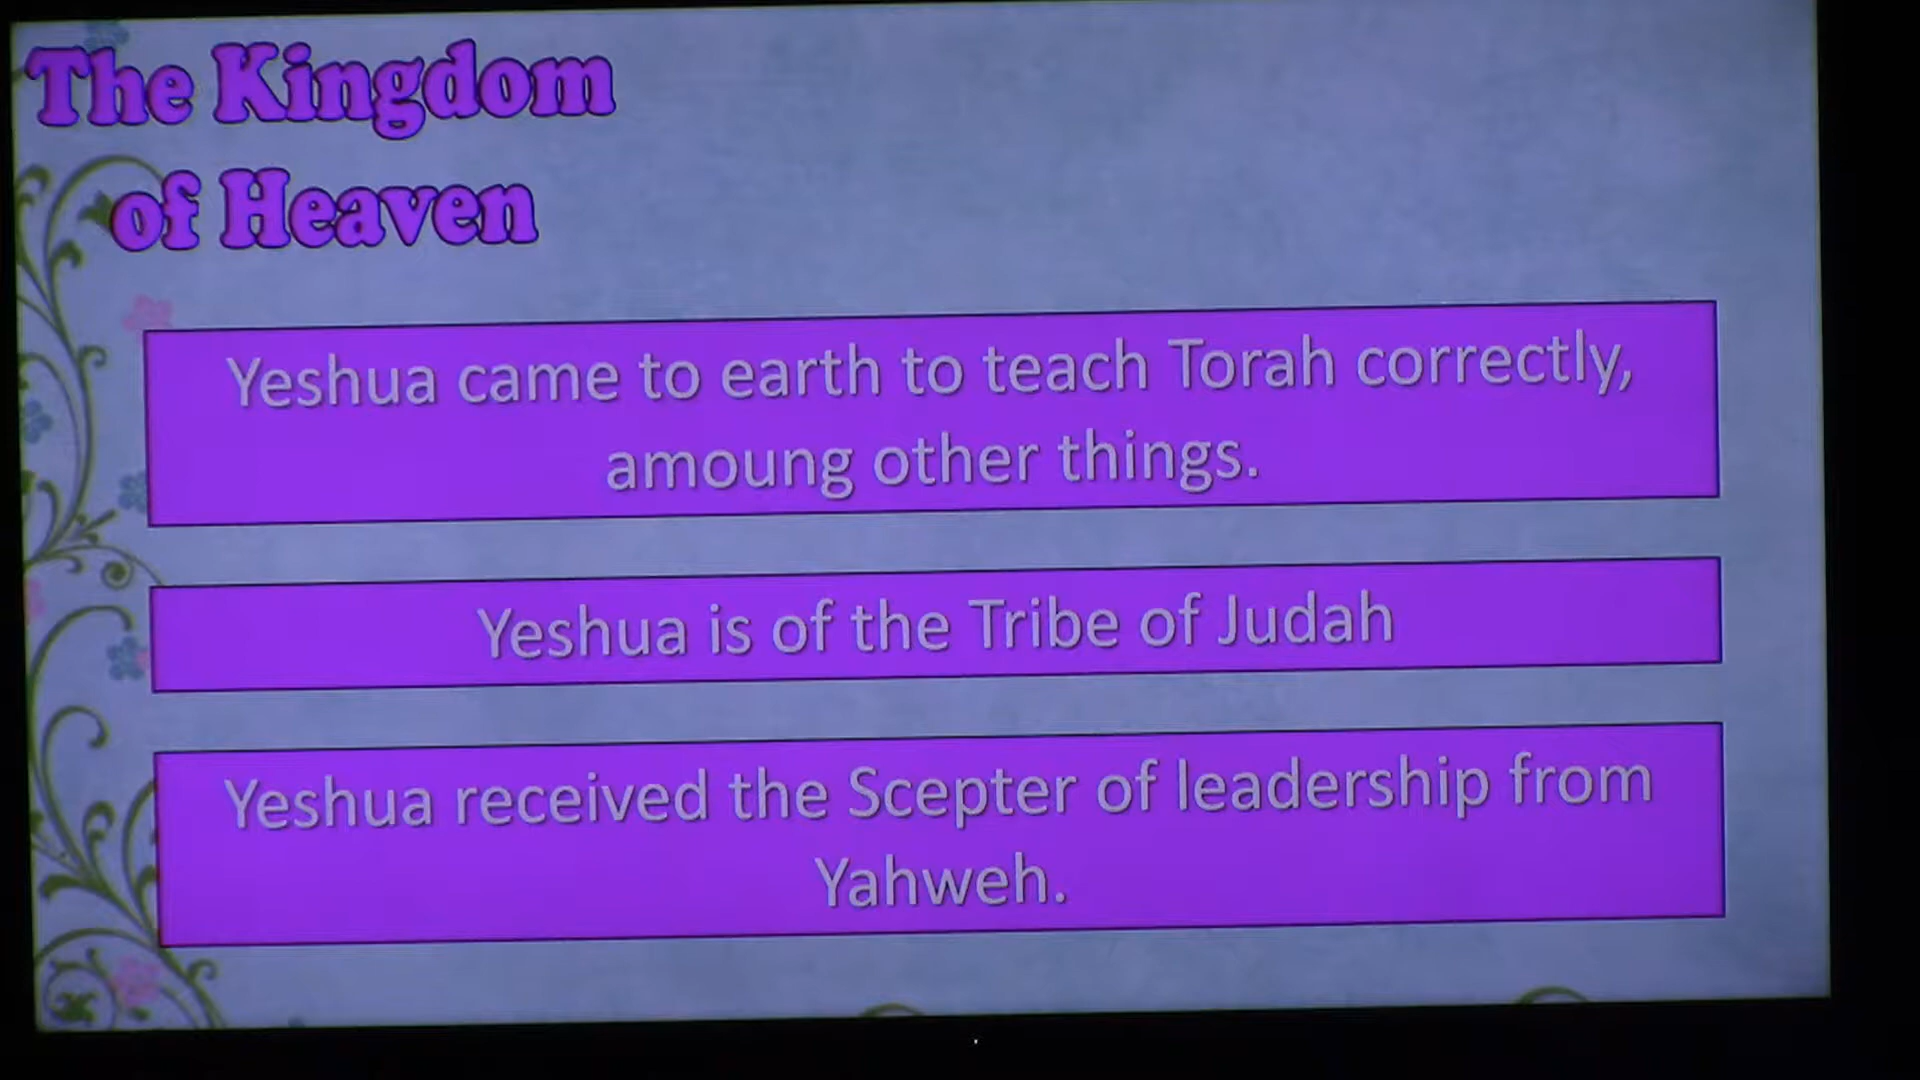 The Kingdom
of Heaven
Yeshua came to earth to teach Torah correctly,
amoung other things.
Yeshua is of the Tribe of Judah
Yeshua received the Scepter of leadership from
Yahweh.